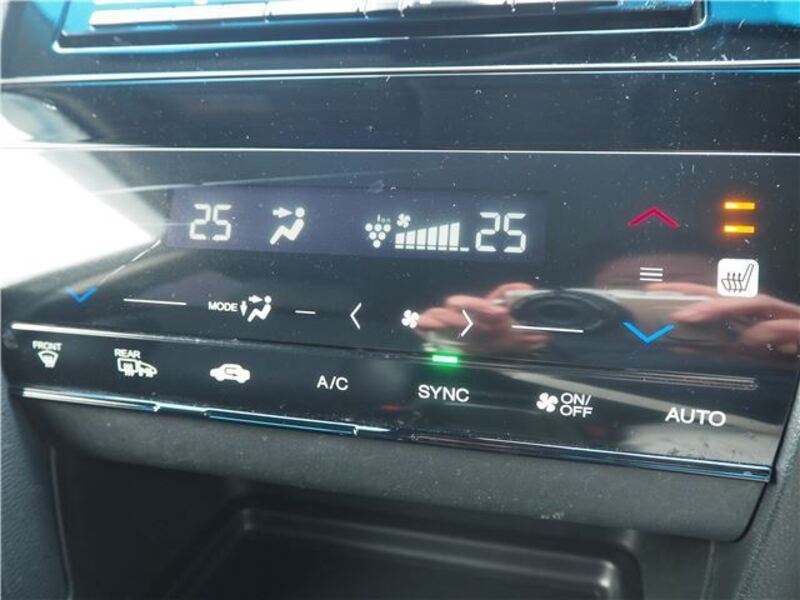 25 25
MODE
FRONT
REAR
A/C
SYNC
ON/
OFF
AUTO